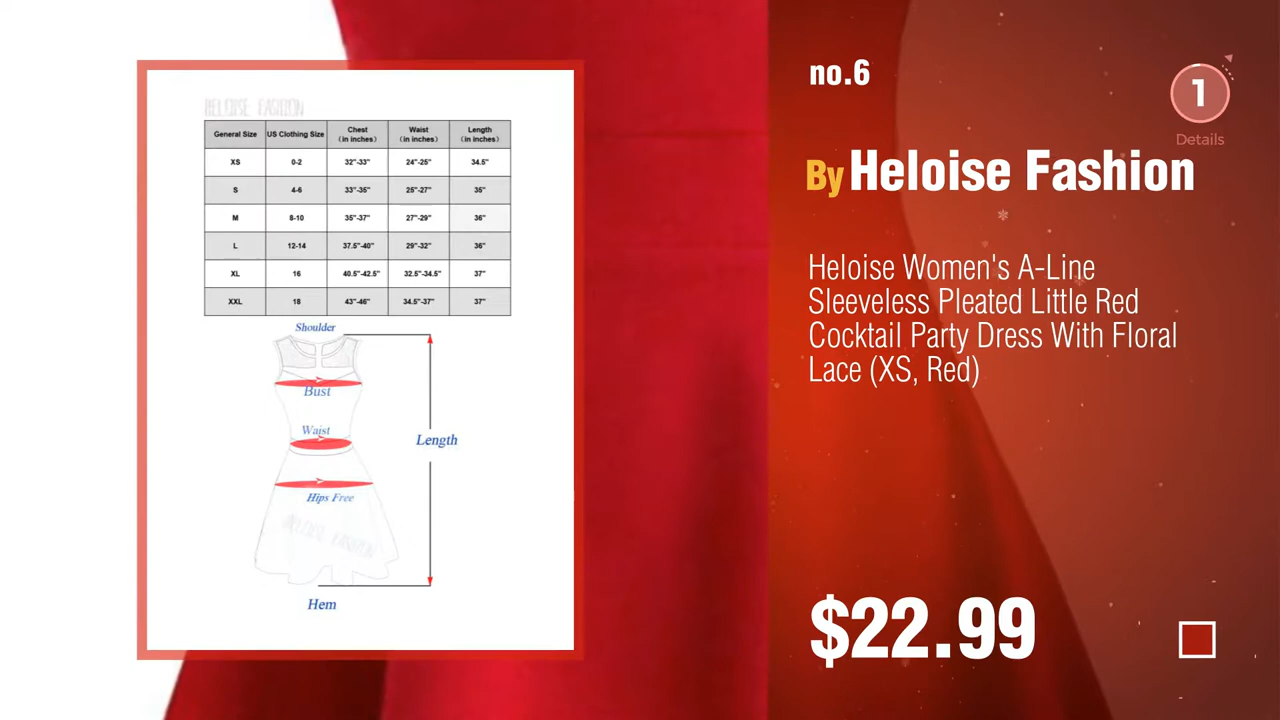 HELOISE FASHION
General Size US Clothing Size Chest (in inches) Waist (in inches) Length (in inches)
XS 0-2 32"-33" 24"-25" 34.5"
S 4-6 33"-35" 25"-27" 35"
M 8-10 35"-37" 27"-29" 36"
L 12-14 37.5"-40" 29"-32" 36"
XL 16 40.5"-42.5" 32.5"-34.5" 37"
XXL 18 43"-46" 34.5"-37" 37"
Shoulder
Bust
Waist
Length
Hips Free
HELOISE FASHION
Hem
no.6
1
Details
By Heloise Fashion
Heloise Women's A-Line
Sleeveless Pleated Little Red
Cocktail Party Dress With Floral
Lace (XS, Red)
$22.99